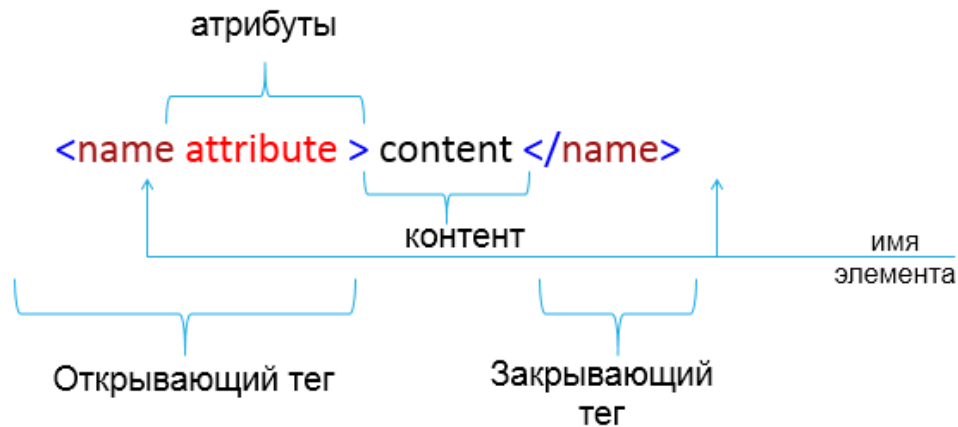 атрибуты
<name attribute > content </name>
контент
имя
элемента
Открывающий тег
Закрывающий
тег